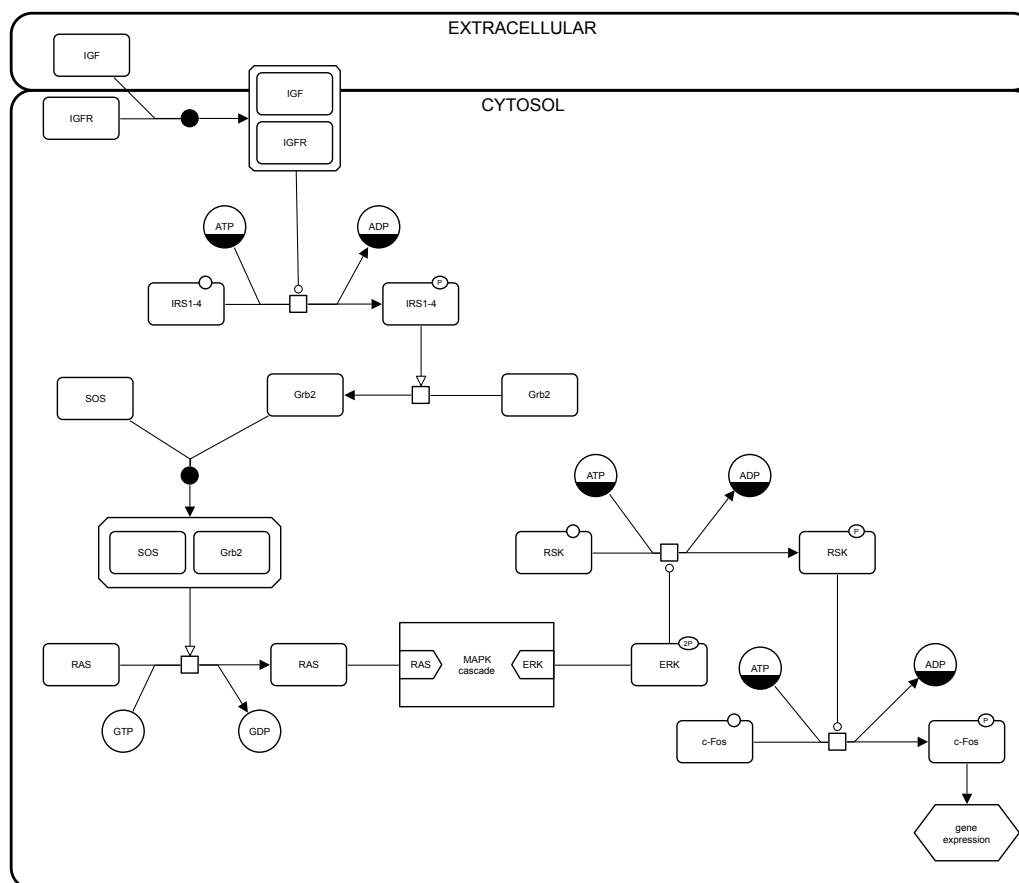 EXTRACELLULAR
IGF
IGF
CYTOSOL
IGFR
IGFR
ATP
ADP
IRS1-4
P
IRS1-4
SOS
Grb2
Grb2
ATP
ADP
SOS
Grb2
RSK
P
RSK
RAS
RAS
RAS
MAPK
cascade
ERK
2P
ERK
ATP
ADP
GTP
GDP
c-Fos
P
c-Fos
gene
expression